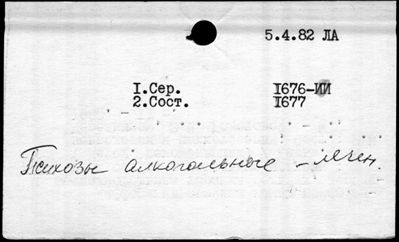 5.4.82 ЛА
I.Сер. I676-ИИ
2.Сост. I677
Психозы алкогольные – лечен.